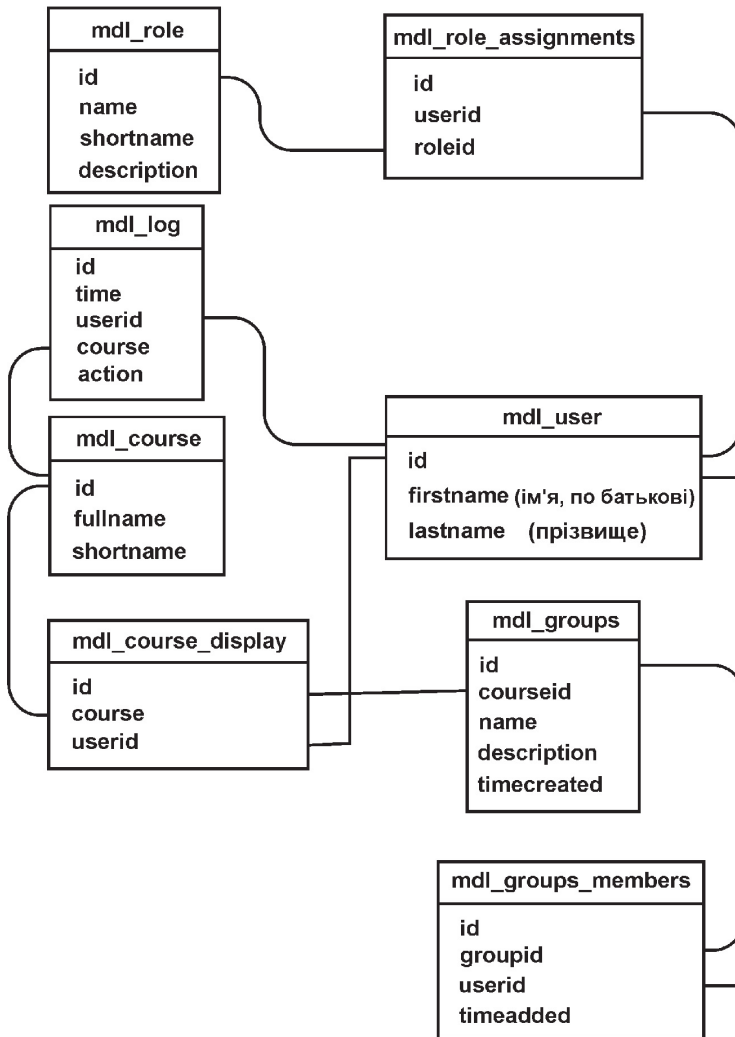 mdl_role
id
name
shortname
description
mdl_role_assignments
id
userid
roleid
mdl_log
id
time
userid
course
action
mdl_course
id
fullname
shortname
mdl_user
id
firstname (ім'я, по батькові)
lastname (прізвище)
mdl_course_display
id
course
userid
mdl_groups
id
courseid
name
description
timecreated
mdl_groups_members
id
groupid
userid
timeadded